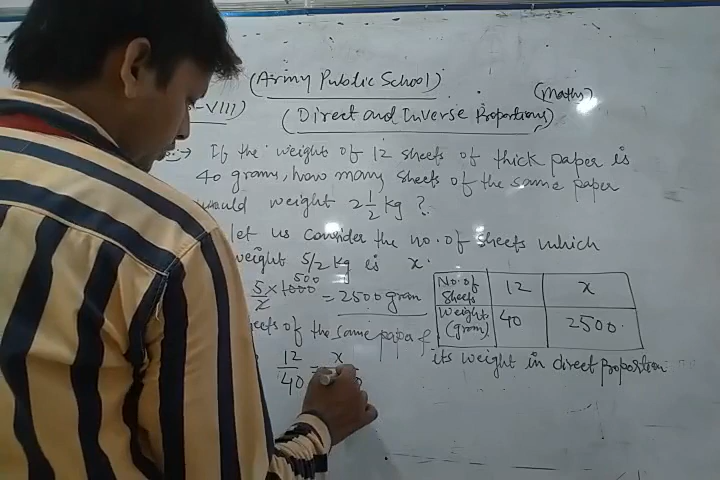 (Army Public School)
-VIII)
(Maths)
(Direct and Inverse Proportions)
→ If the weight of 12 sheets of thick paper is
40 grams, how many sheets of the same paper
would weight 2 1/2 kg ?
let us consider the no. of sheets which
weight 5/2 kg is x.
5/2 × 1000 500 = 2500 gram
No. of Sheets 12 x
Weight (gram) 40 2500
of the same
its weight in direct proportion
12/40 = x